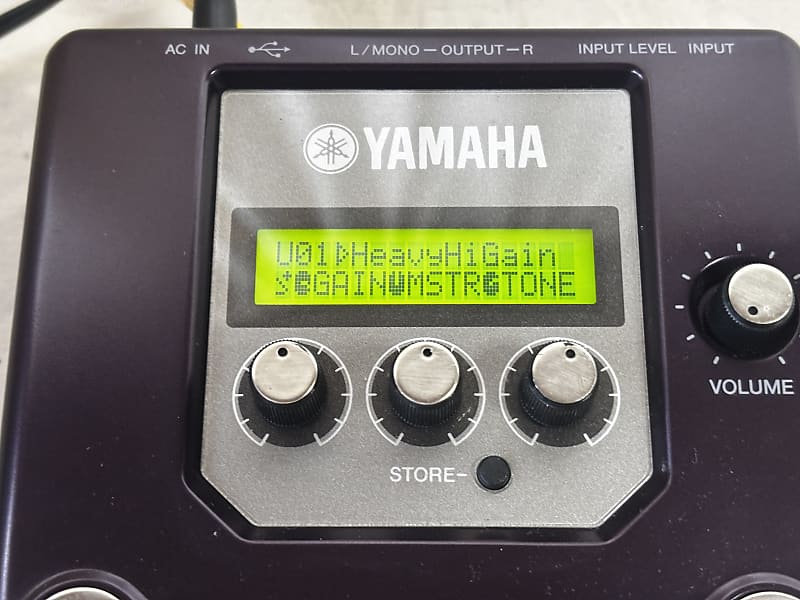 AC IN L/MONO — OUTPUT — R INPUT LEVEL INPUT
YAMAHA
U01▷HeavyHiGain
GAIN MSTR TONE
VOLUME
STORE-